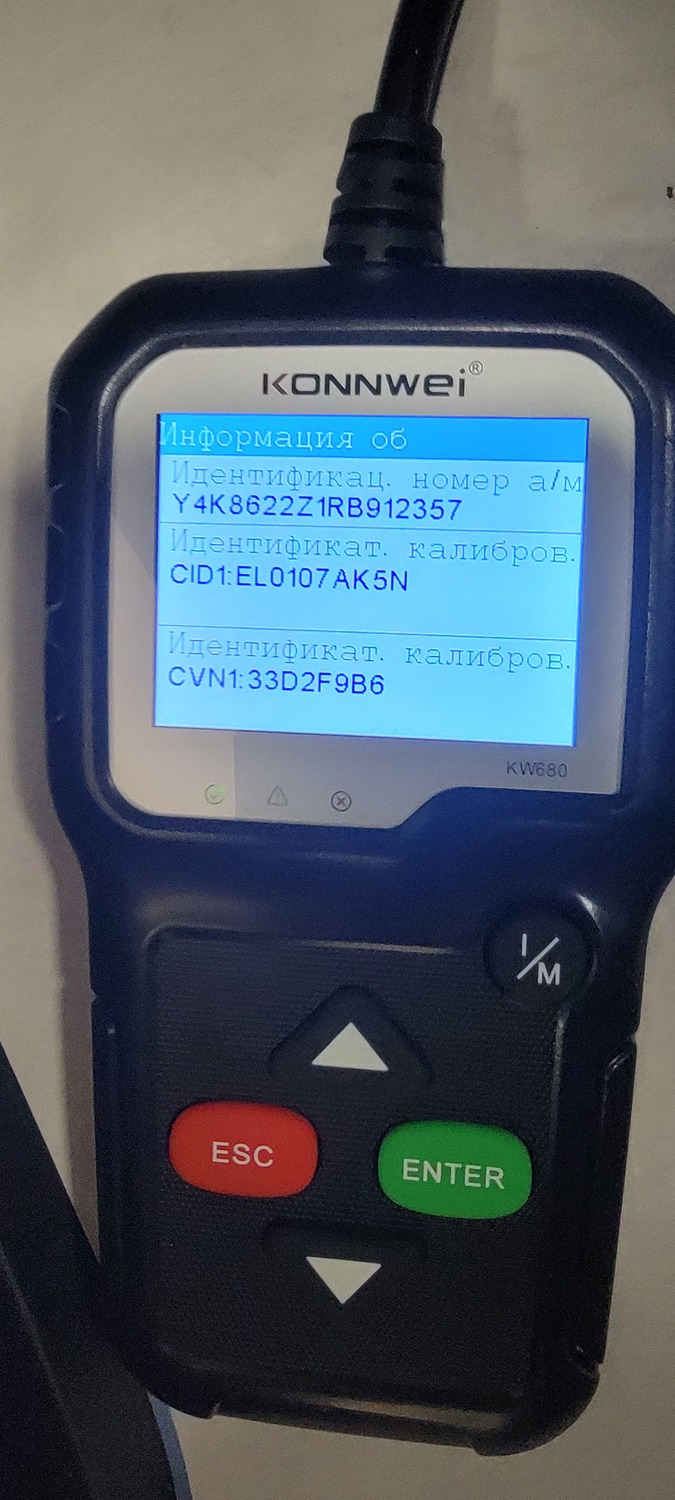 KONNWEI®
Информация об
Идентификац. номер а/м
Y4K8622Z1RB912357
Идентификат. калибров.
CID1:EL0107AK5N
Идентификат. калибров.
CVN1:33D2F9B6
KW680
I/M
ESC
ENTER